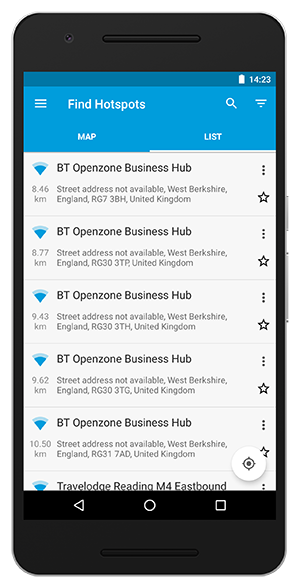 14:23
Find Hotspots
MAP
LIST
BT Openzone Business Hub
8.46
km
Street address not available, West Berkshire,
England, RG7 3BH, United Kingdom
BT Openzone Business Hub
8.77
km
Street address not available, West Berkshire,
England, RG30 3TP, United Kingdom
BT Openzone Business Hub
9.43
km
Street address not available, West Berkshire,
England, RG30 3TH, United Kingdom
BT Openzone Business Hub
9.62
km
Street address not available, West Berkshire,
England, RG30 3TG, United Kingdom
BT Openzone Business Hub
10.50
km
Street address not available, West Berkshire,
England, RG31 7AD, United Kingdom
Travelodge Reading M4 Eastbound